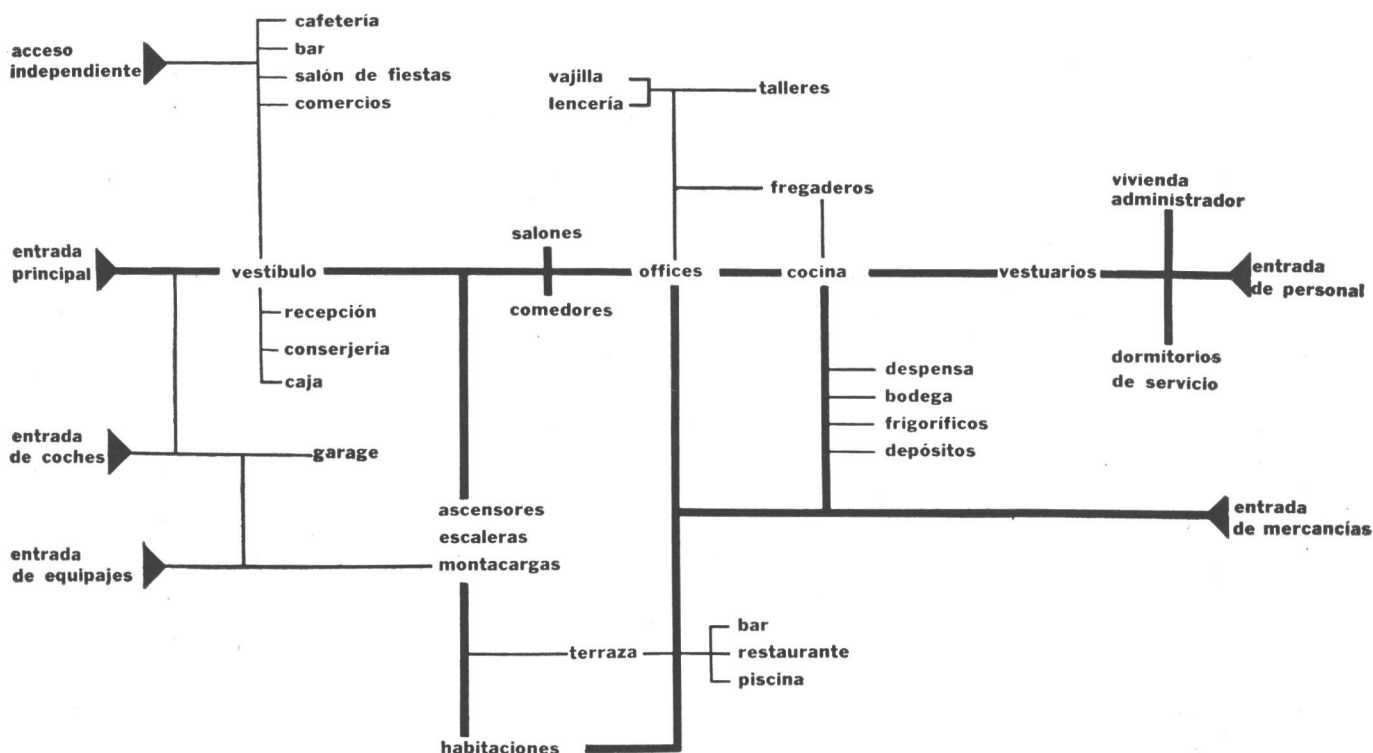 cafetería
acceso
independiente
bar
salón de fiestas
comercios
vajilla
lencería
talleres
fregaderos
vivienda
administrador
entrada
principal
vestíbulo
salones
comedores
offices
cocina
vestuarios
entrada
de personal
recepción
conserjería
caja
dormitorios
de servicio
despensa
bodega
frigoríficos
depósitos
entrada
de coches
garage
ascensores
escaleras
montacargas
entrada
de mercancías
entrada
de equipajes
terraza
bar
restaurante
piscina
habitaciones